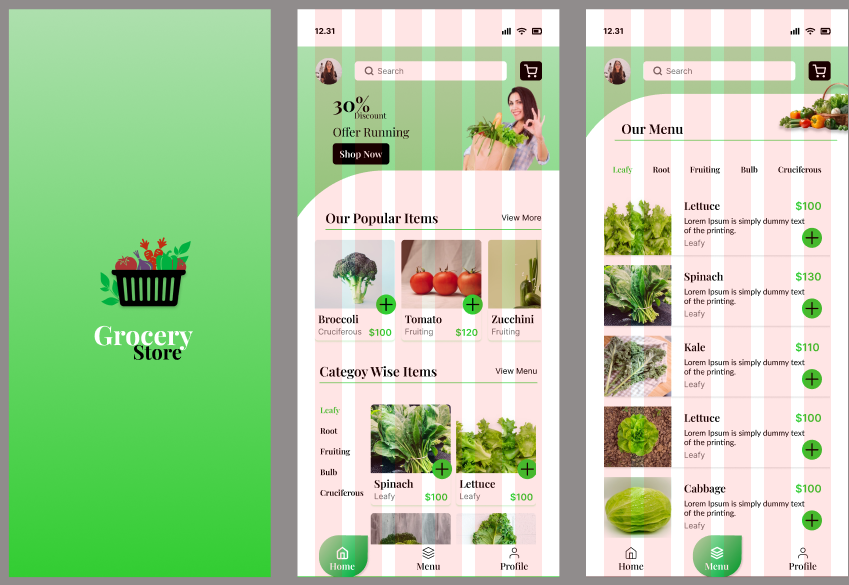 Grocery
Store
12.31
Search
30%
Discount
Offer Running
Shop Now
Our Popular Items
View More
Broccoli
Cruciferous
$100
Tomato
Fruiting
$120
Zucchini
Fruiting
Categoy Wise Items
View Menu
Leafy
Root
Fruiting
Bulb
Cruciferous
Spinach
Leafy
$100
Lettuce
Leafy
$100
Home
Menu
Profile
12.31
Search
Our Menu
Leafy
Root
Fruiting
Bulb
Cruciferous
Lettuce
$100
Lorem Ipsum is simply dummy text
of the printing.
Leafy
Spinach
$130
Lorem Ipsum is simply dummy text
of the printing.
Leafy
Kale
$110
Lorem Ipsum is simply dummy text
of the printing.
Leafy
Lettuce
$100
Lorem Ipsum is simply dummy text
of the printing.
Leafy
Cabbage
$100
Lorem Ipsum is simply dummy text
of the printing.
Leafy
Home
Menu
Profile